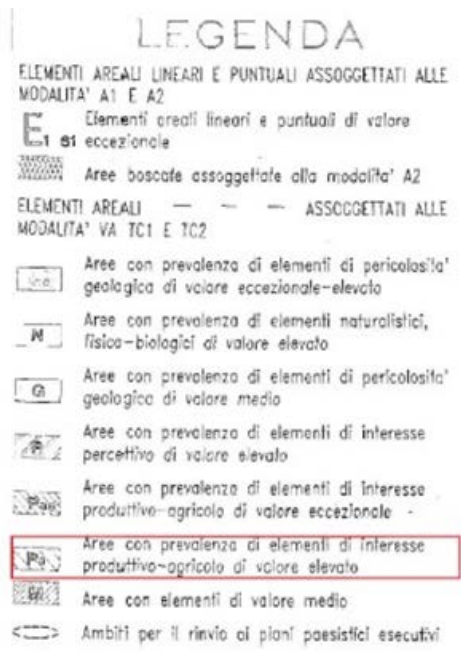 LEGENDA
ELEMENTI AREALI LINEARI E PUNTUALI ASSOGGETTATI ALLE
MODALITA' A1 E A2
E1 Elementi areali lineari e puntuali di valore
eccezionale
Aree boscate assoggettate alla modalita' A2
ELEMENTI AREALI — — — ASSOGGETTATI ALLE
MODALITA' VA TC1 E TC2
Aree con prevalenza di elementi di pericolosita'
geologica di valore eccezionale-elevato
N Aree con prevalenza di elementi naturalistici,
fisico-biologici di valore elevato
G Aree con prevalenza di elementi di pericolosita'
geologica di valore medio
Aree con prevalenza di elementi di interesse
percettivo di valore elevato
Aree con prevalenza di elementi di interesse
produttivo-agricolo di valore eccezionale -
Aree con prevalenza di elementi di interesse
produttivo-agricolo di valore elevato
Aree con elementi di valore medio
Ambiti per il rinvio ai piani paesistici esecutivi